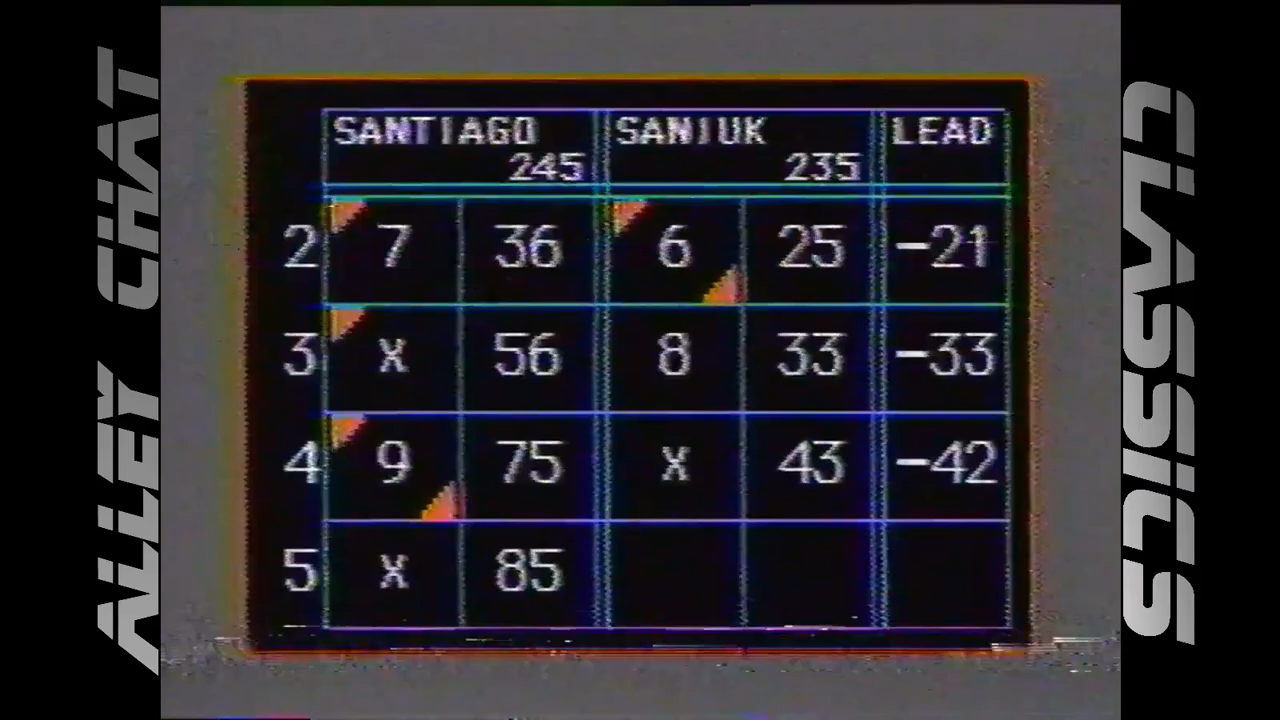 ALLEY CHAT
SANTIAGO SANIUK LEAD
245 235
2 7 36 6 25 -21
3 X 56 8 33 -33
4 9 75 X 43 -42
5 X 85
CLASSICS